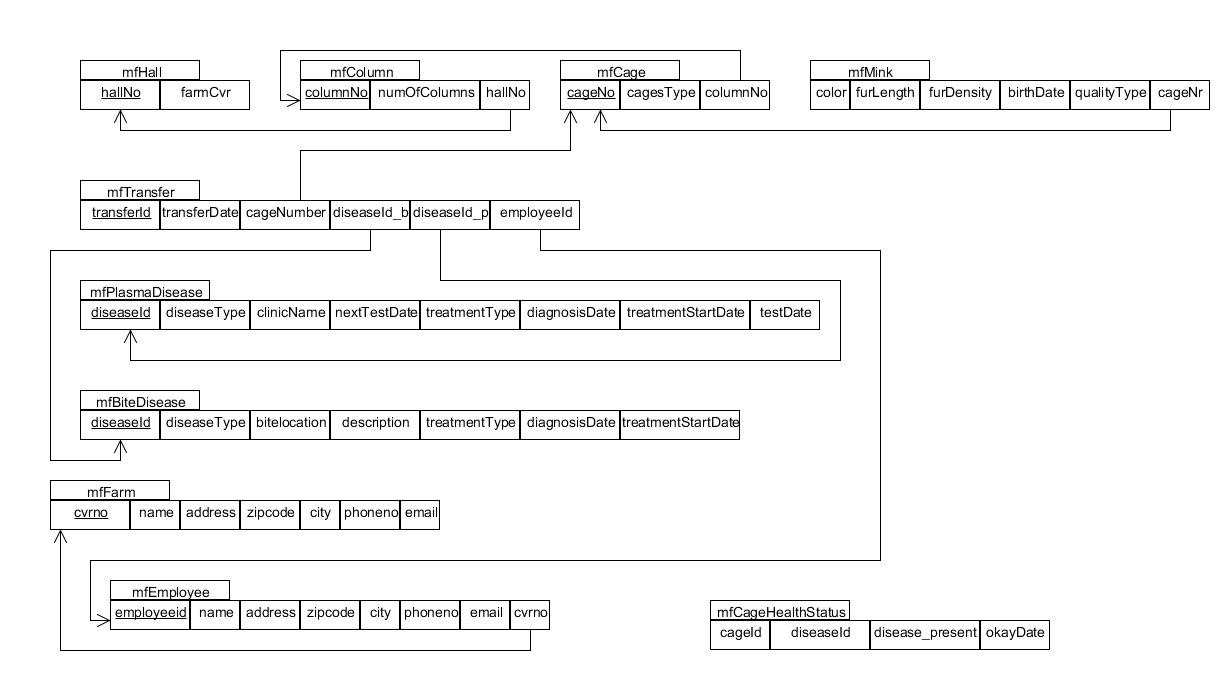 mfHall
hallNo farmCvr
mfColumn
columnNo numOfColumns hallNo
mfCage
cageNo cagesType columnNo
mfMink
color furLength furDensity birthDate qualityType cageNr
mfTransfer
transferId transferDate cageNumber diseaseId_b diseaseId_p employeeId
mfPlasmaDisease
diseaseId diseaseType clinicName nextTestDate treatmentType diagnosisDate treatmentStartDate testDate
mfBiteDisease
diseaseId diseaseType bitelocation description treatmentType diagnosisDate treatmentStartDate
mfFarm
cvrno name address zipcode city phoneno email
mfEmployee
employeeid name address zipcode city phoneno email cvrno
mfCageHealthStatus
cageId diseaseId disease_present okayDate